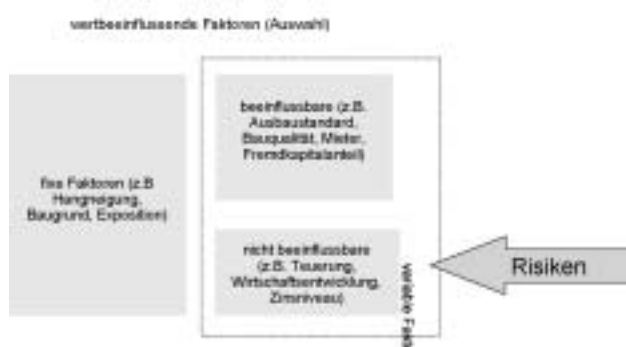 wertbeeinflussende Faktoren (Auswahl)
fixe Faktoren (z.B
Hangneigung,
Baugrund, Exposition)
beeinflussbare (z.B.
Ausbaustandard,
Bauqualität, Mieter,
Fremdkapitalanteil)
nicht beeinflussbare
(z.B. Teuerung,
Wirtschaftsentwicklung,
Zinsniveau)
variable Fakt
Risiken